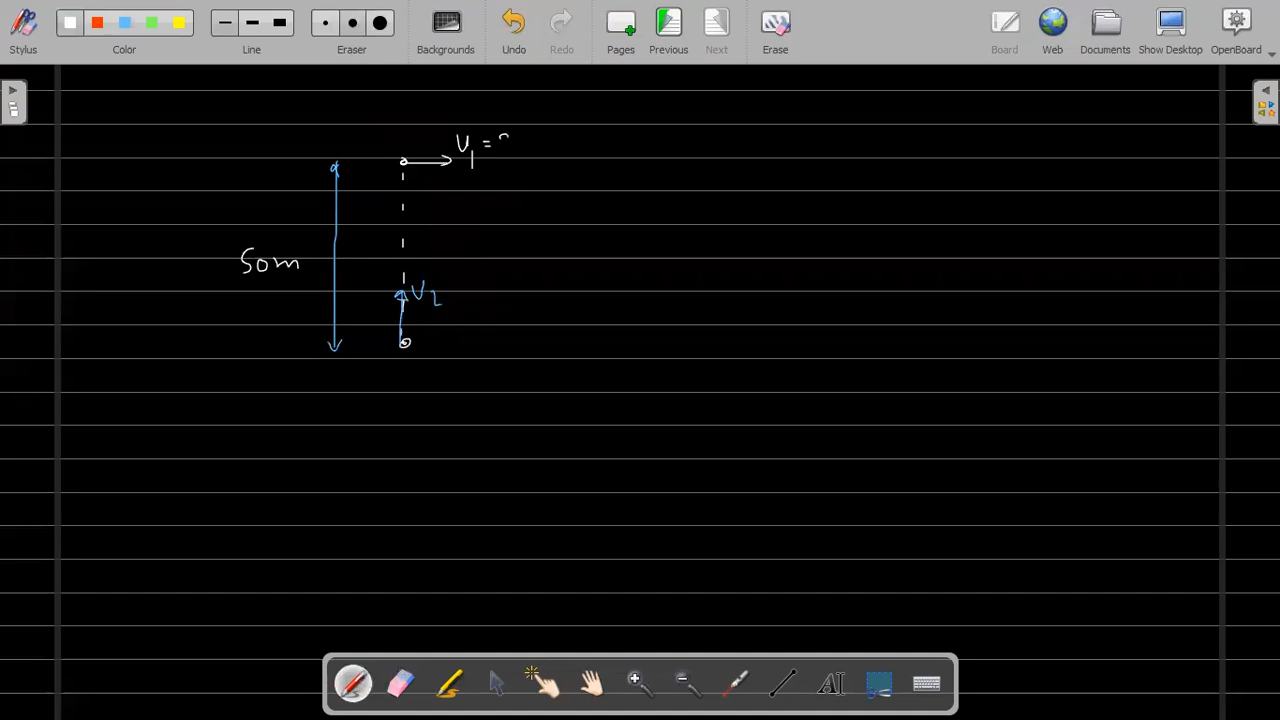 Stylus
Color
Line
Eraser
Backgrounds
Undo
Redo
Pages
Previous
Next
Erase
Board
Web
Documents
Show Desktop
OpenBoard
V1 =
50m
V2
AI